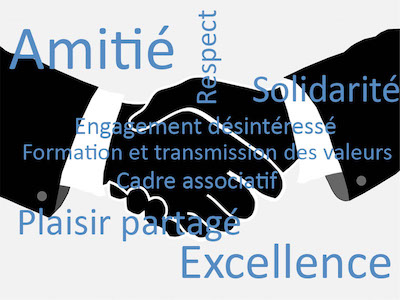 Amitié
Respect
Solidarité
Engagement désintéressé
Formation et transmission des valeurs
Cadre associatif
Plaisir partagé
Excellence